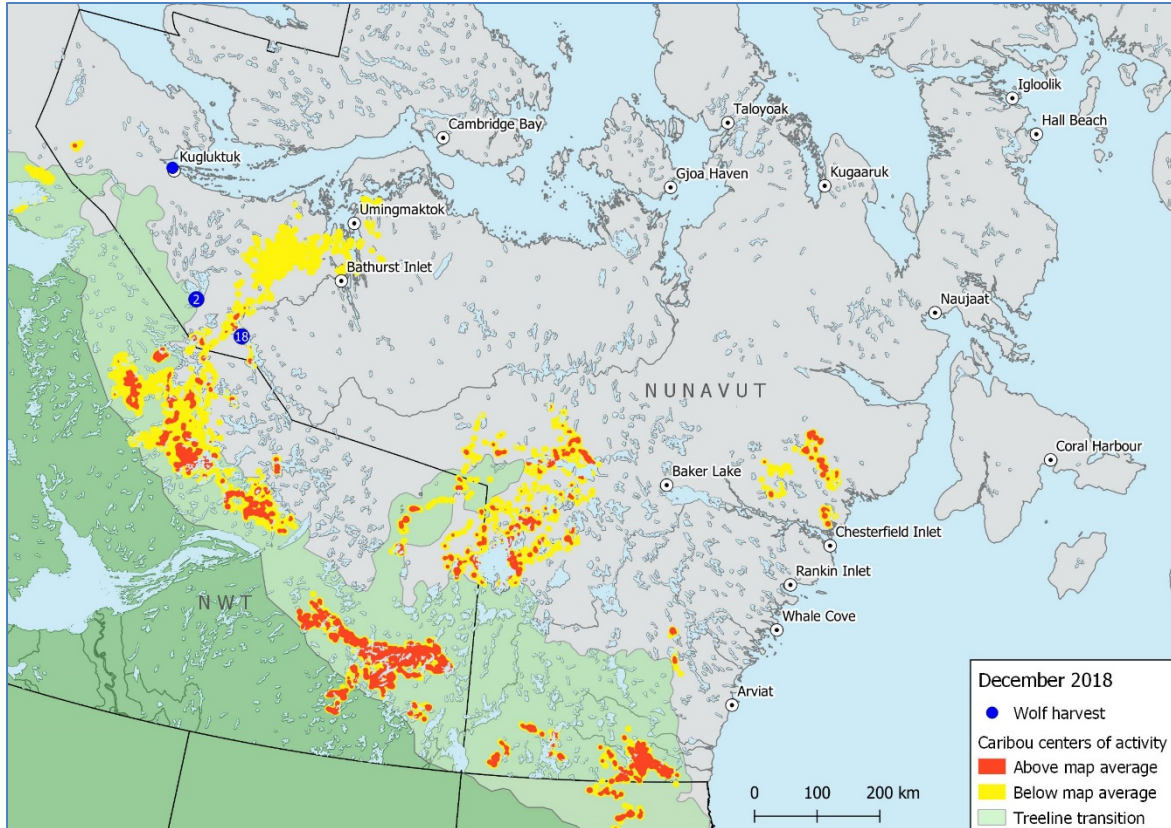 Igloolik
Taloyoak
Hall Beach
Cambridge Bay
Kugluktuk
Gjoa Haven
Kugaaruk
Umingmaktok
Bathurst Inlet
2
Naujaat
18
NUNAVUT
Coral Harbour
Baker Lake
Chesterfield Inlet
Rankin Inlet
NWT
Whale Cove
Arviat
December 2018
Wolf harvest
Caribou centers of activity
Above map average
Below map average
Treeline transition
0 100 200 km